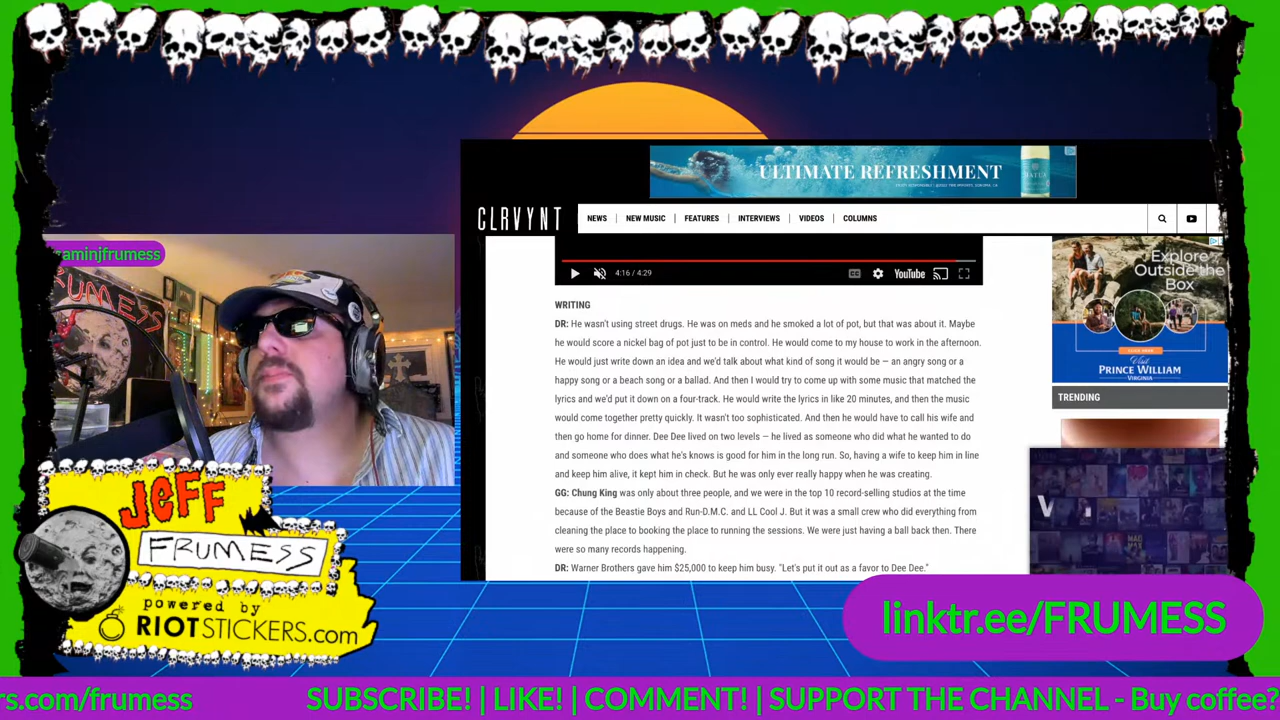 ULTIMATE REFRESHMENT
MATUA
CLRVYNT
NEWS | NEW MUSIC | FEATURES | INTERVIEWS | VIDEOS | COLUMNS
saminjfrumess
FRUMESS
4:16 / 4:29
CC
YouTube
Explore
Outside the
Box
Visit
PRINCE WILLIAM
VIRGINIA
TRENDING
WRITING
DR: He wasn't using street drugs. He was on meds and he smoked a lot of pot, but that was about it. Maybe
he would score a nickel bag of pot just to be in control. He would come to my house to work in the afternoon.
He would just write down an idea and we'd talk about what kind of song it would be — an angry song or a
happy song or a beach song or a ballad. And then I would try to come up with some music that matched the
lyrics and we'd put it down on a four-track. He would write the lyrics in like 20 minutes, and then the music
would come together pretty quickly. It wasn't too sophisticated. And then he would have to call his wife and
then go home for dinner. Dee Dee lived on two levels — he lived as someone who did what he wanted to do
and someone who does what he's knows is good for him in the long run. So, having a wife to keep him in line
and keep him alive, it kept him in check. But he was only ever really happy when he was creating.
GG: Chung King was only about three people, and we were in the top 10 record-selling studios at the time
because of the Beastie Boys and Run-D.M.C. and LL Cool J. But it was a small crew who did everything from
cleaning the place to booking the place to running the sessions. We were just having a ball back then. There
were so many records happening.
DR: Warner Brothers gave him $25,000 to keep him busy. "Let's put it out as a favor to Dee Dee."
MAD MAX
JEFF
FRUMESS
powered by
RIOTSTICKERS.com
linktr.ee/FRUMESS
rs.com/frumess SUBSCRIBE! | LIKE! | COMMENT! | SUPPORT THE CHANNEL - Buy coffee?